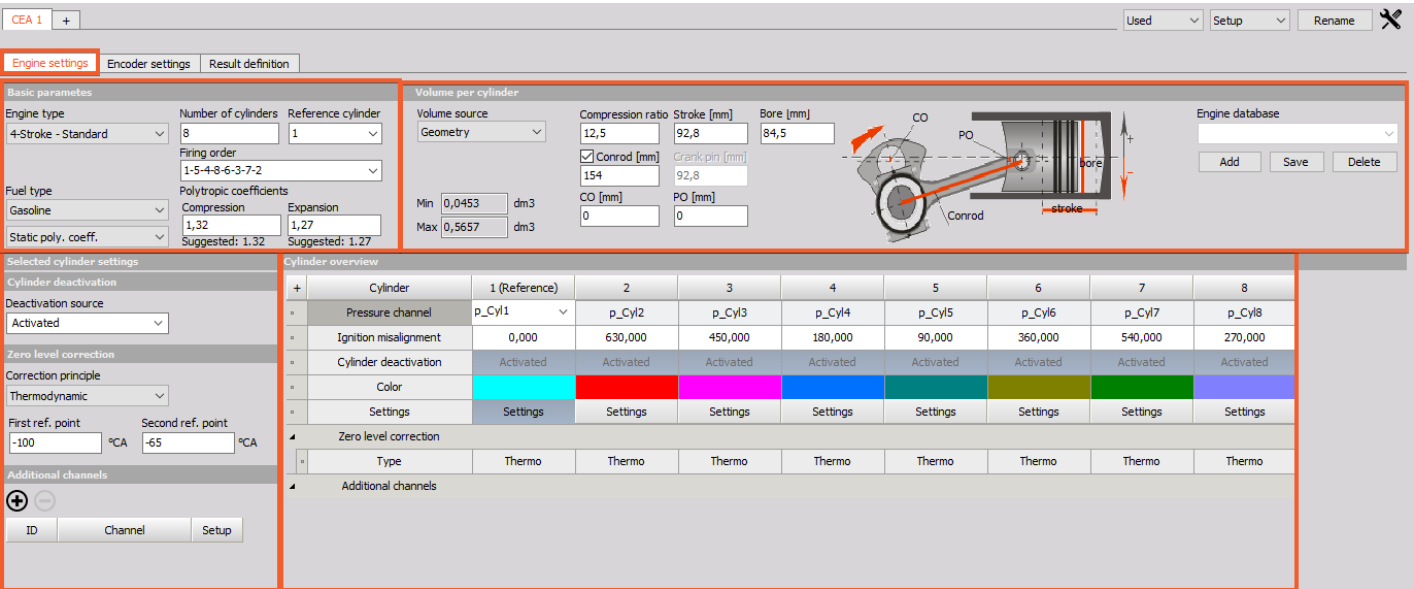 CEA 1 + Used Setup Rename
Engine settings Encoder settings Result definition
Basic parametes
Engine type Number of cylinders Reference cylinder
4-Stroke - Standard 8 1
Firing order
1-5-4-8-6-3-7-2
Fuel type Polytropic coefficients
Gasoline Compression Expansion
1,32 1,27
Static poly. coeff. Suggested: 1.32 Suggested: 1.27
Volume per cylinder
Volume source Compression ratio Stroke [mm] Bore [mm]
Geometry 12,5 92,8 84,5
Conrod [mm] Crank pin [mm]
154 92,8
CO [mm] PO [mm]
Min 0,0453 dm3 0 0
Max 0,5657 dm3
CO
PO
+
bore
-
stroke
Conrod
Engine database
Add Save Delete
Selected cylinder settings
Cylinder deactivation
Deactivation source
Activated
Zero level correction
Correction principle
Thermodynamic
First ref. point Second ref. point
-100 ºCA -65 ºCA
Additional channels
ID Channel Setup
Cylinder overview
+ Cylinder 1 (Reference) 2 3 4 5 6 7 8
Pressure channel p_Cyl1 p_Cyl2 p_Cyl3 p_Cyl4 p_Cyl5 p_Cyl6 p_Cyl7 p_Cyl8
Ignition misalignment 0,000 630,000 450,000 180,000 90,000 360,000 540,000 270,000
Cylinder deactivation Activated Activated Activated Activated Activated Activated Activated Activated
Color
Settings Settings Settings Settings Settings Settings Settings Settings Settings
Zero level correction
Type Thermo Thermo Thermo Thermo Thermo Thermo Thermo Thermo
Additional channels